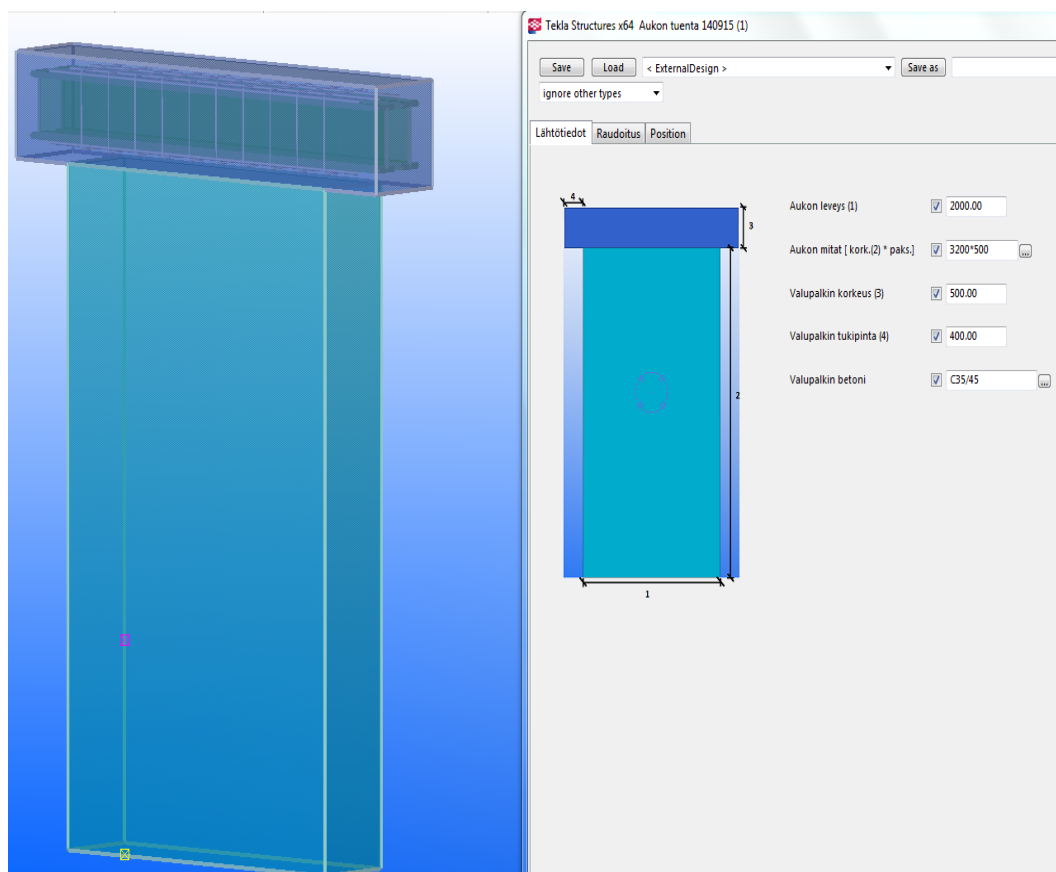 Tekla Structures x64 Aukon tuenta 140915 (1)
Save Load < ExternalDesign > Save as
ignore other types
Lähtötiedot Raudoitus Position
4
3
2
1
Aukon leveys (1) 2000.00
Aukon mitat [ kork.(2) * paks.] 3200*500 ...
Valupalkin korkeus (3) 500.00
Valupalkin tukipinta (4) 400.00
Valupalkin betoni C35/45 ...